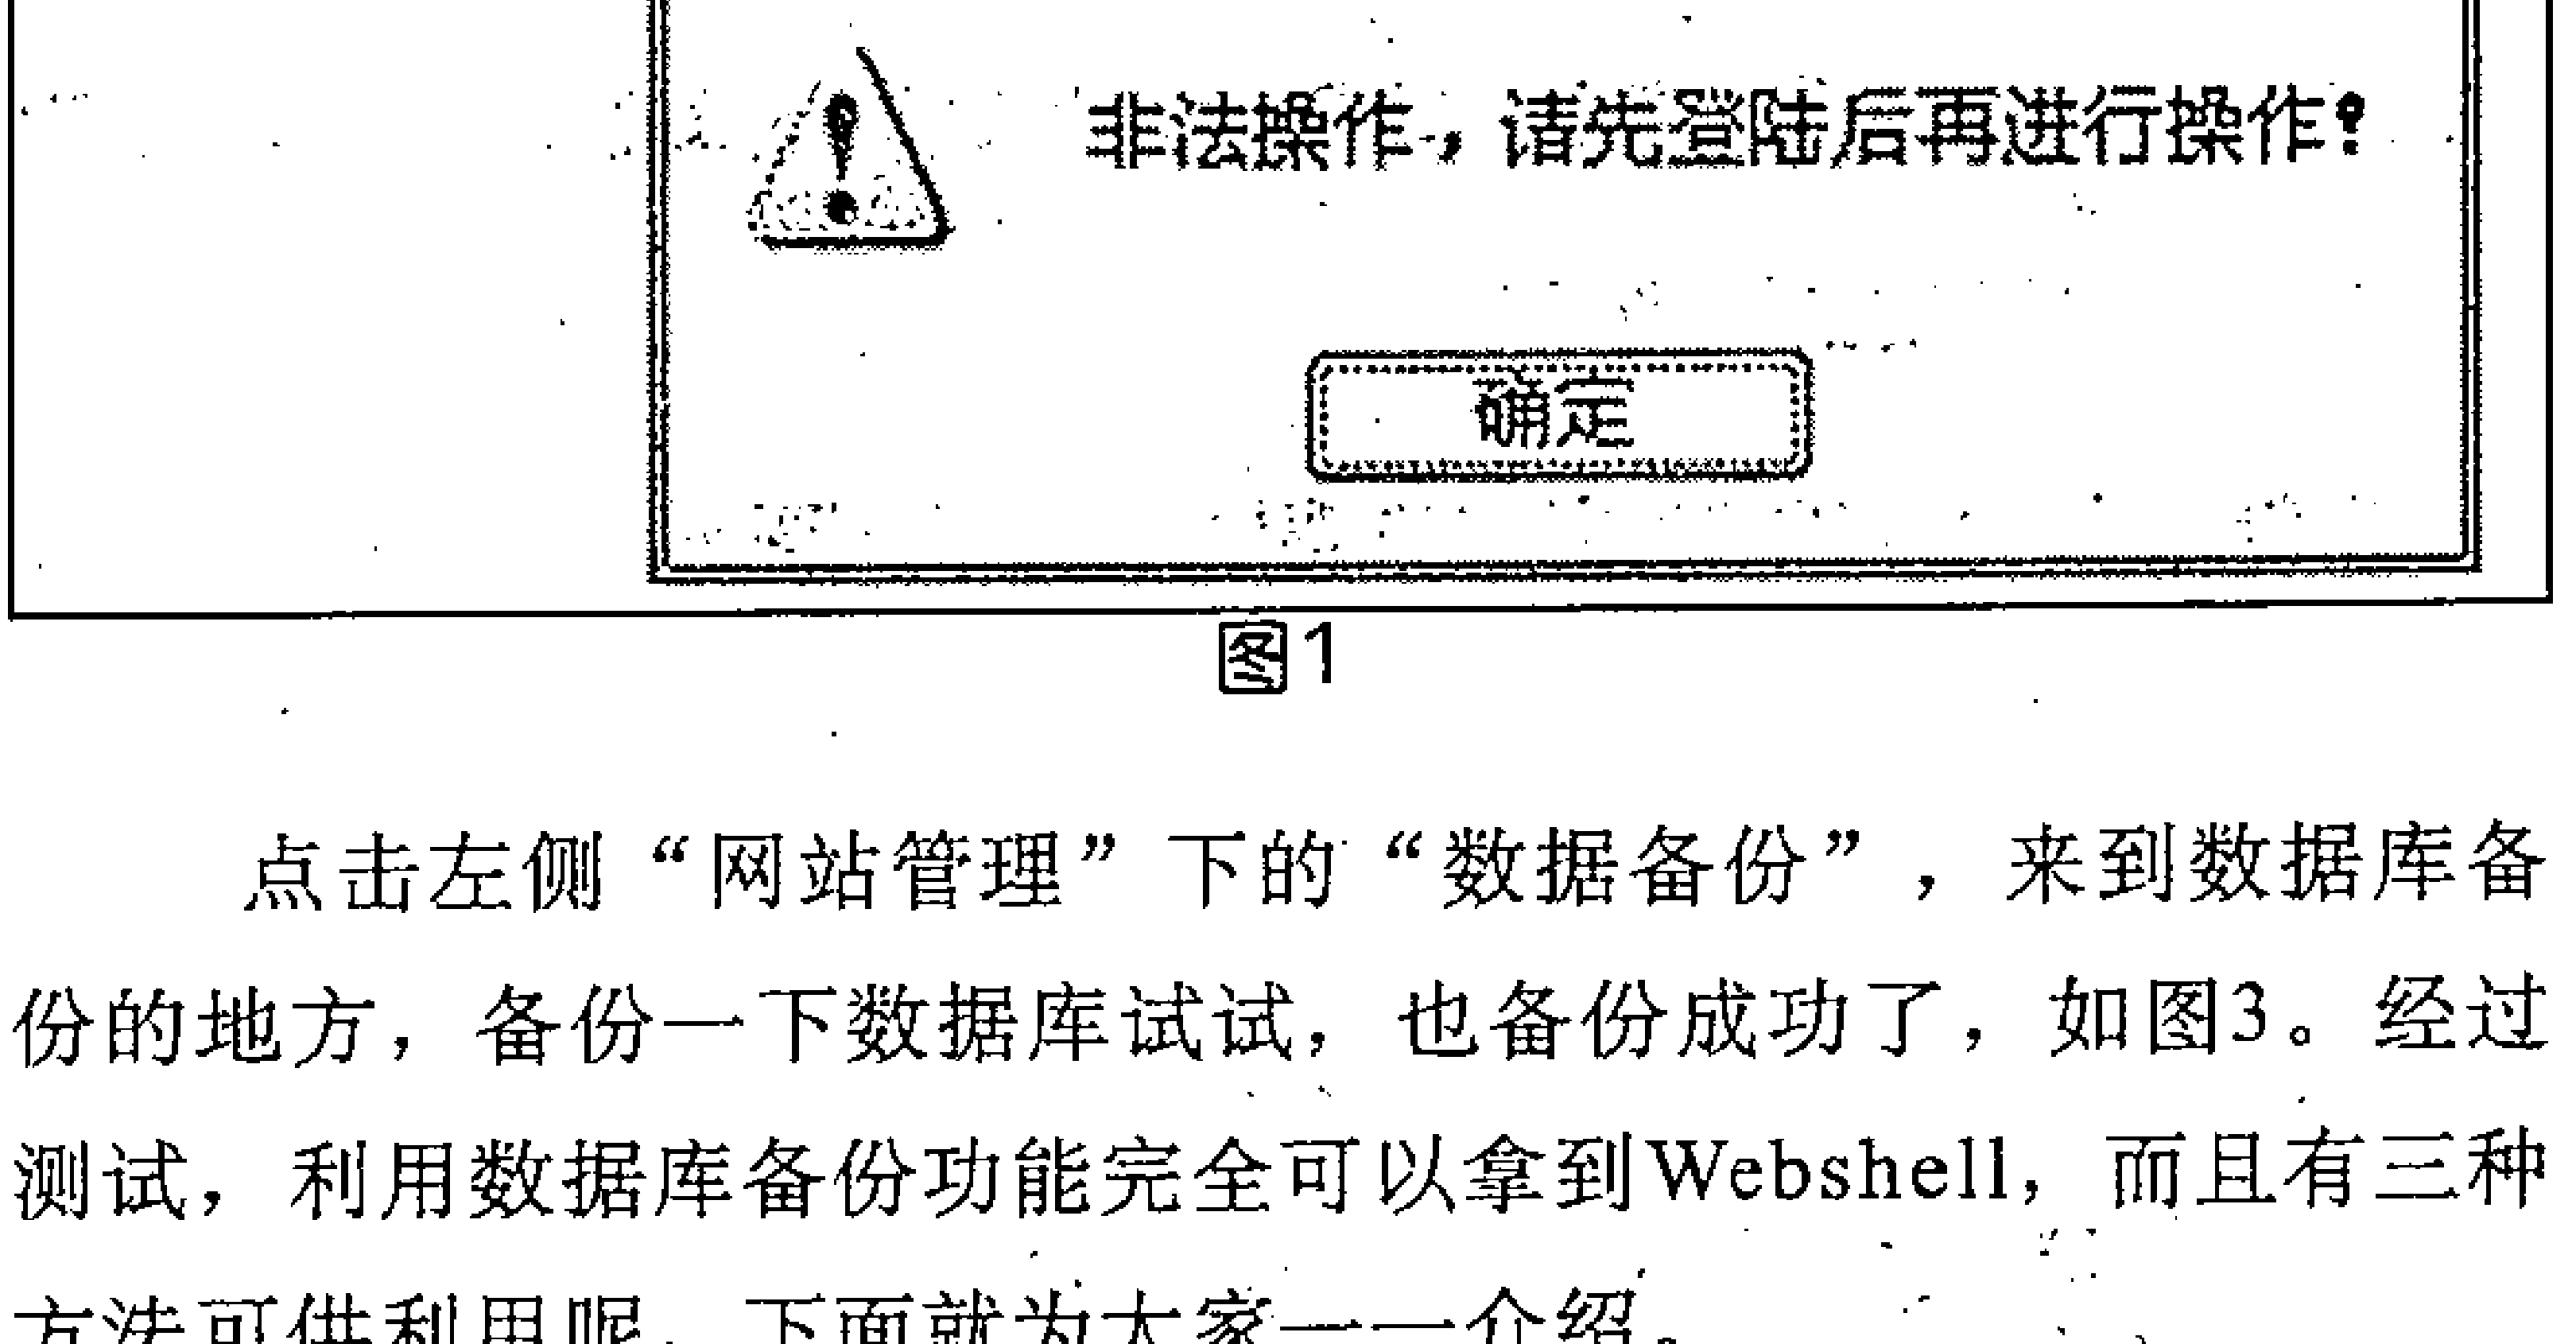 非法操作，请先登陆后再进行操作！
确定
图1
点击左侧“网站管理”下的“数据备份”，来到数据库备
份的地方，备份一下数据库试试，也备份成功了，如图3。经过
测试，利用数据库备份功能完全可以拿到Webshell，而且有三种
方法可供利用呢，下面就为大家一一介绍。